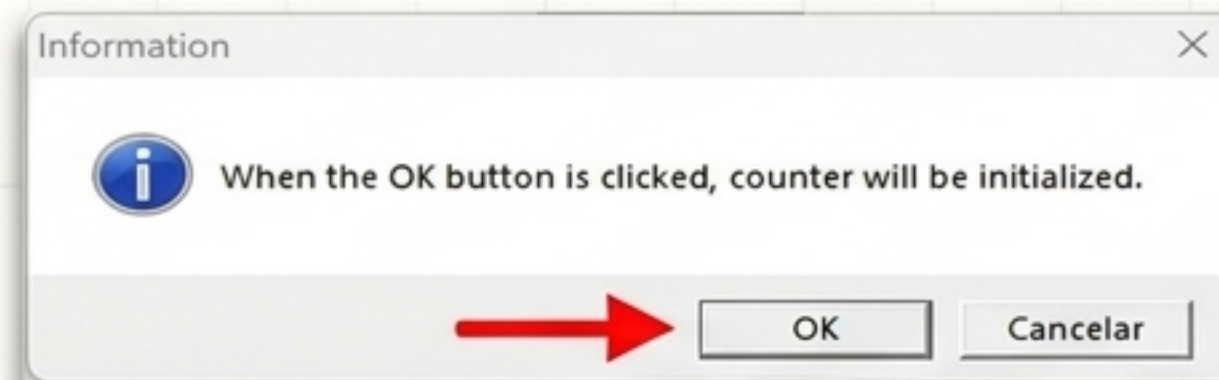 Information
When the OK button is clicked, counter will be initialized.
OK
Cancelar